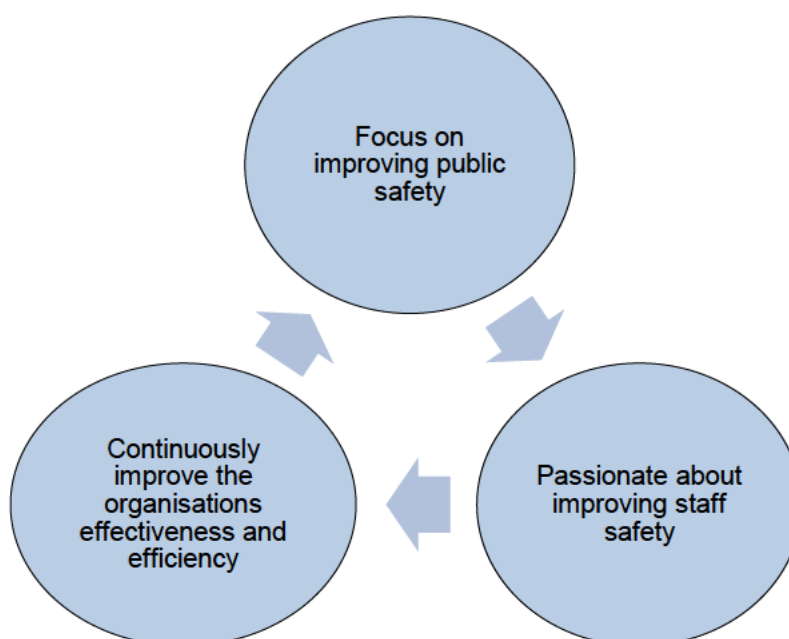 Focus on
improving public
safety
Passionate about
improving staff
safety
Continuously
improve the
organisations
effectiveness and
efficiency